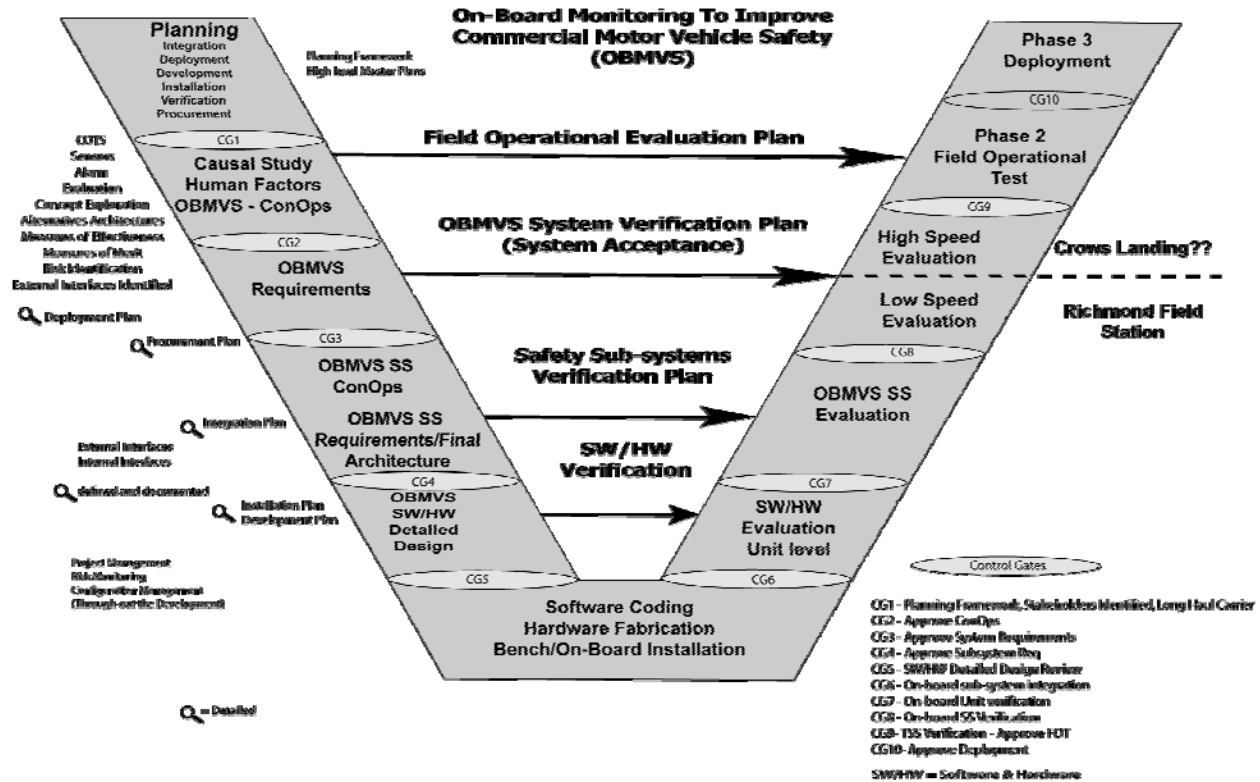 On-Board Monitoring To Improve
Commercial Motor Vehicle Safety
(OBMVS)
Planning
Integration
Deployment
Development
Installation
Verification
Procurement
Planning Framework
High level Master Plans
CG1
COTS
Sensors
Alarm
Evaluation
Concept Exploration
Alternatives Architectures
Measures of Effectiveness
Measures of Merit
Risk Identification
External Interfaces Identified
Deployment Plan
Procurement Plan
Causal Study
Human Factors
OBMVS - ConOps
CG2
OBMVS
Requirements
CG3
OBMVS SS
ConOps
OBMVS SS
Requirements/Final
Architecture
Integration Plan
External Interfaces
Internal Interfaces
defined and documented
Installation Plan
Development Plan
CG4
OBMVS
SW/HW
Detailed
Design
CG5
Project Management
Risk Monitoring
Configuration Management
(Through-out the Development)
= Detailed
Field Operational Evaluation Plan
OBMVS System Verification Plan
(System Acceptance)
Safety Sub-systems
Verification Plan
SW/HW
Verification
Software Coding
Hardware Fabrication
Bench/On-Board Installation
Phase 3
Deployment
CG10
Phase 2
Field Operational
Test
CG9
High Speed
Evaluation
Crows Landing??
Low Speed
Evaluation
Richmond Field
Station
CG8
OBMVS SS
Evaluation
CG7
SW/HW
Evaluation
Unit level
CG6
Control Gates
CG1 - Planning Framework, Stakeholders Identified, Long Haul Carrier
CG2 - Approve ConOps
CG3 - Approve System Requirements
CG4 - Approve Subsystem Req
CG5 - SW/HW Detailed Design Review
CG6 - On-board sub-system integration
CG7 - On-board Unit verification
CG8 - On-board SS Verification
CG9- TSS Verification - Approve FOT
CG10- Approve Deployment
SW/HW = Software & Hardware